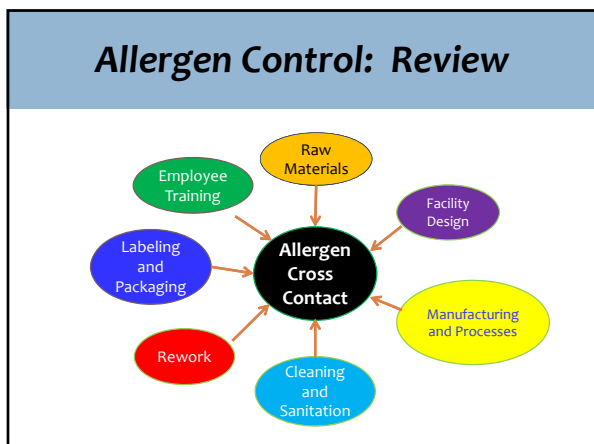 Allergen Control: Review
Raw
Materials
Employee
Training
Facility
Design
Labeling
and
Packaging
Allergen
Cross
Contact
Manufacturing
and Processes
Rework
Cleaning
and
Sanitation